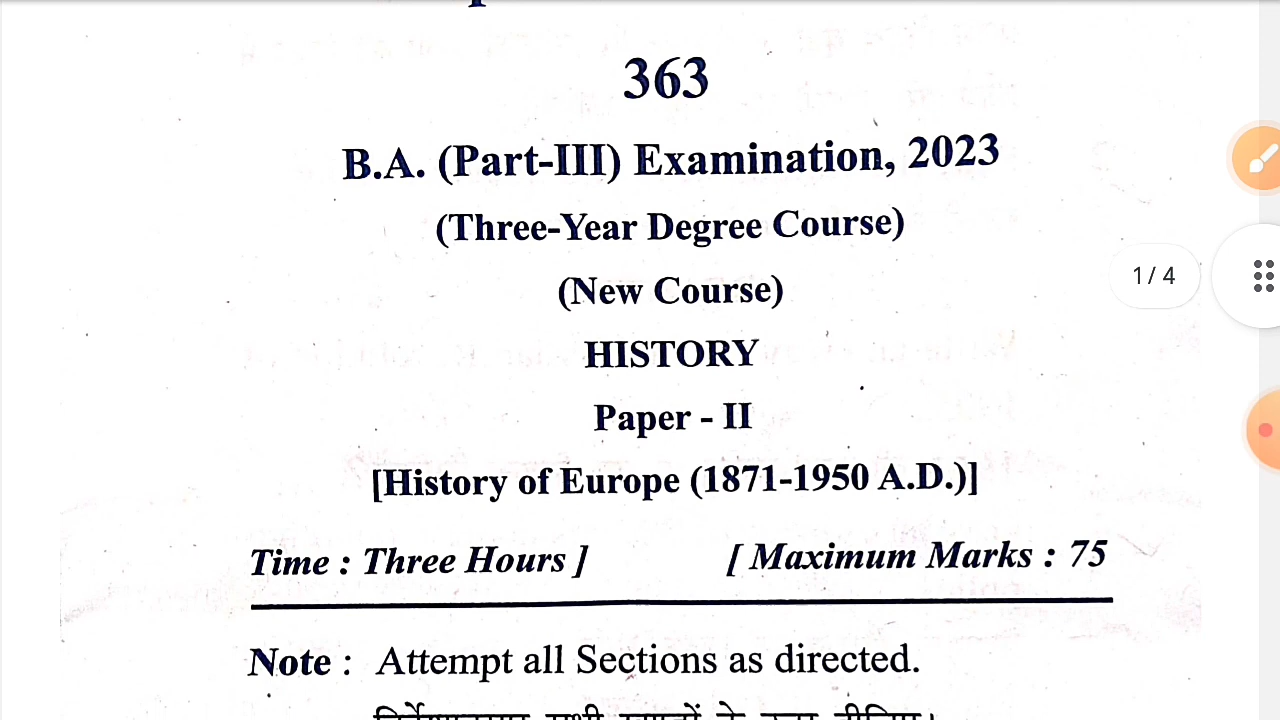 363
B.A. (Part-III) Examination, 2023
(Three-Year Degree Course)
(New Course)
1 / 4
HISTORY
Paper - II
[History of Europe (1871-1950 A.D.)]
Time : Three Hours ] [ Maximum Marks : 75
Note : Attempt all Sections as directed.